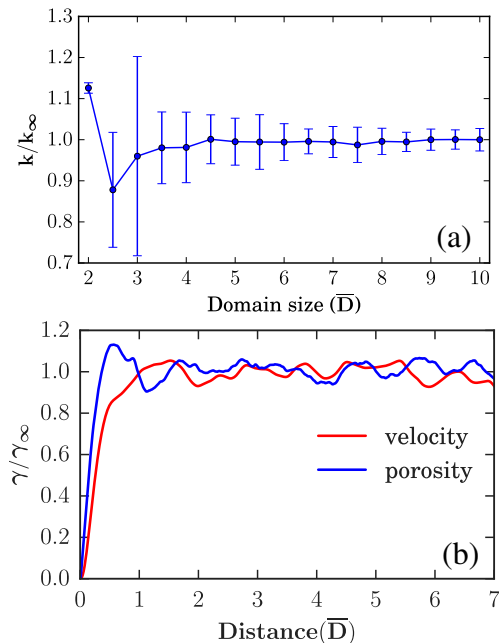 1.3
1.2
1.1
1.0
0.9
0.8
0.7
k/k∞
2 3 4 5 6 7 8 9 10
Domain size (D̅)
(a)
1.2
1.0
0.8
0.6
0.4
0.2
0.0
γ/γ∞
velocity
porosity
(b)
0 1 2 3 4 5 6 7
Distance(D̅)